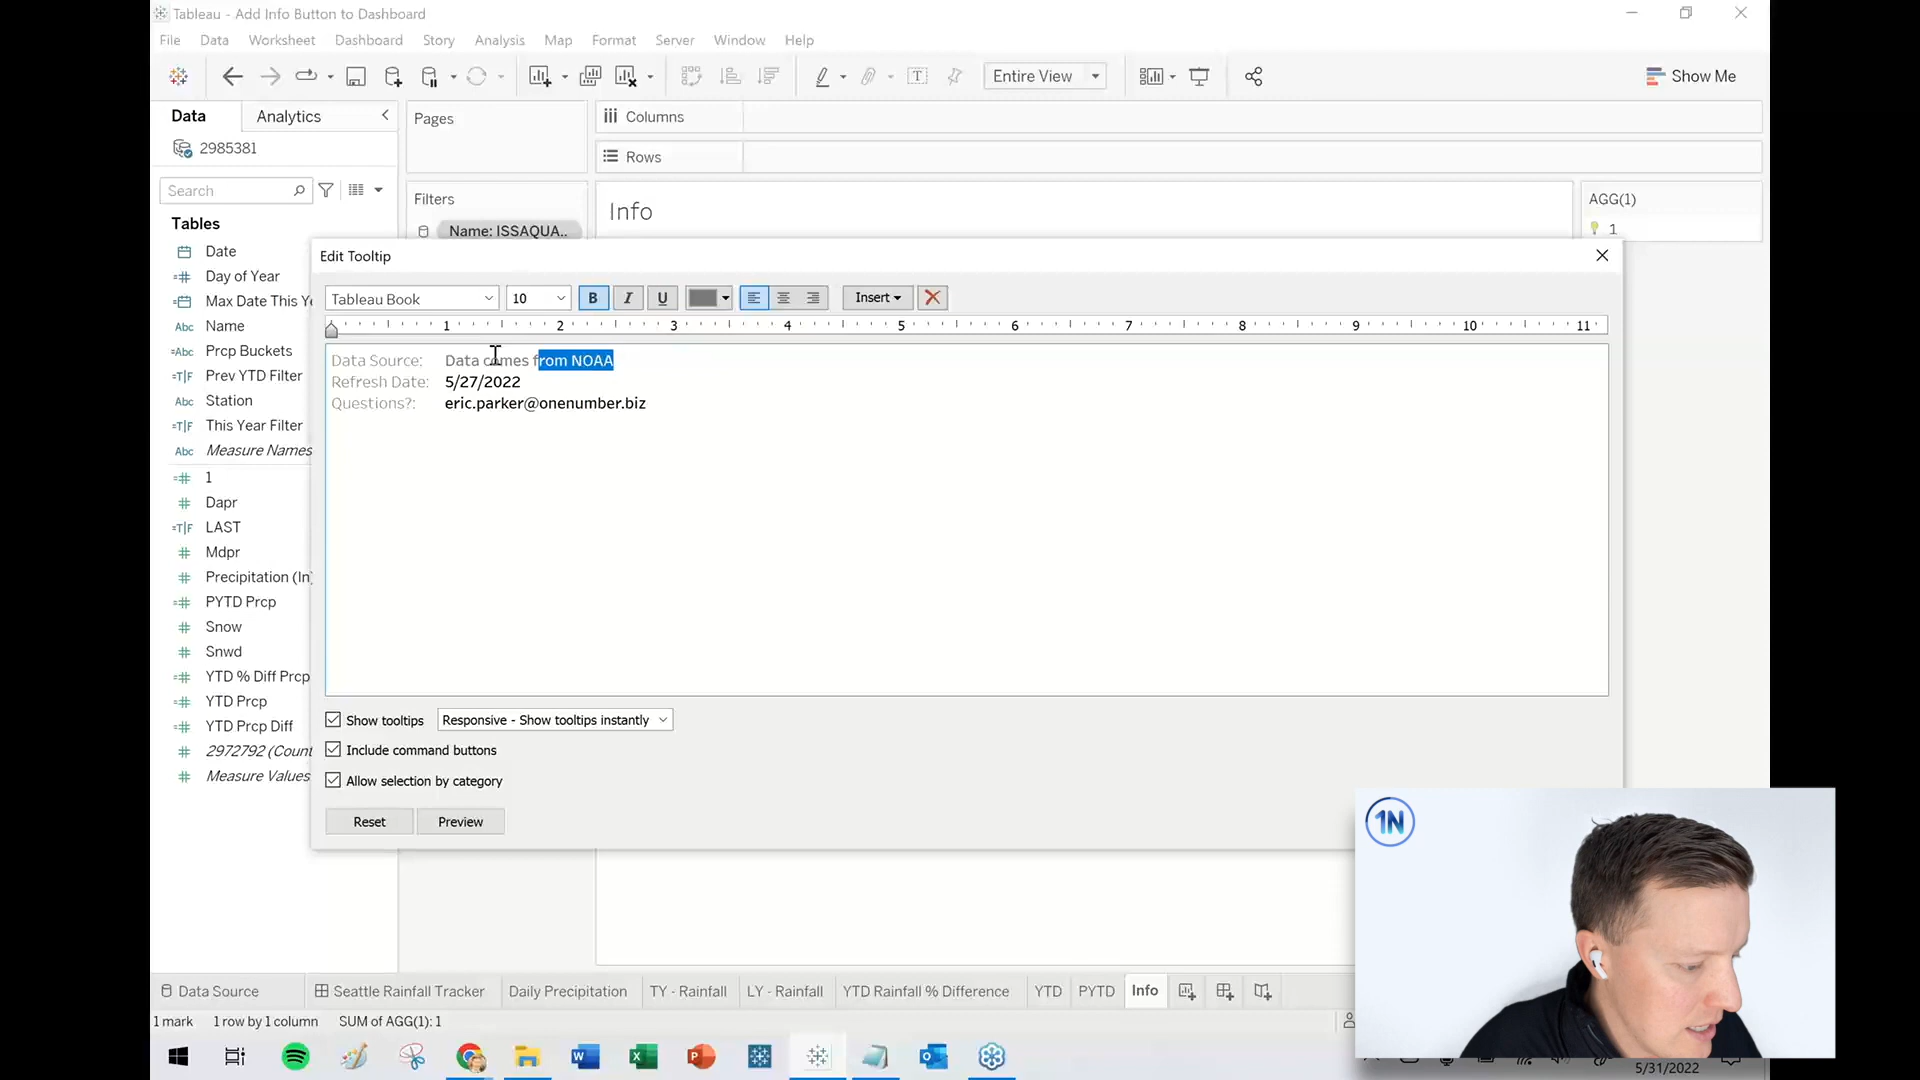 Tableau - Add Info Button to Dashboard
File Data Worksheet Dashboard Story Analysis Map Format Server Window Help
Entire View
Show Me
Data Analytics
2985381
Search
Tables
Date
Day of Year
Max Date This Y
Name
Prcp Buckets
Prev YTD Filter
Station
This Year Filter
Measure Names
1
Dapr
LAST
Mdpr
Precipitation (In)
PYTD Prcp
Snow
Snwd
YTD % Diff Prcp
YTD Prcp
YTD Prcp Diff
2972792 (Count
Measure Values
Pages
Filters
Name: ISSAQUA..
Columns
Rows
Info
AGG(1)
1
Edit Tooltip
Tableau Book 10 B I U Insert
1 2 3 4 5 6 7 8 9 10 11
Data Source: Data comes from NOAA
Refresh Date: 5/27/2022
Questions?: eric.parker@onenumber.biz
Show tooltips Responsive - Show tooltips instantly
Include command buttons
Allow selection by category
Reset Preview
1N
Data Source Seattle Rainfall Tracker Daily Precipitation TY - Rainfall LY - Rainfall YTD Rainfall % Difference YTD PYTD Info
1 mark 1 row by 1 column SUM of AGG(1): 1
5/31/2022